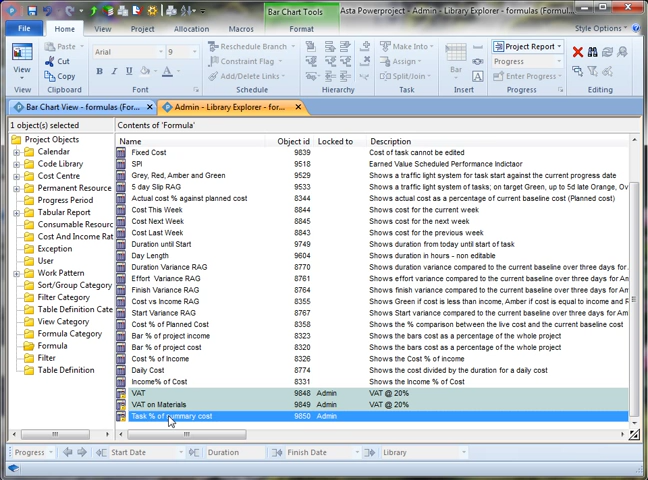 Bar Chart Tools
Asta Powerproject - Admin - Library Explorer - formulas (Formul...
File Home Project Allocation View Format Style Options
View
Paste
Cut
Copy
Arial 9
B I U
Reschedule Branch
Constraint Flag
Add/Delete Links
Make Into
Assign
Split/Join
Bar
Project Report
Progress
Enter Progress
View Clipboard Font Schedule Hierarchy Task Insert Progress Editing
Bar Chart View - formulas (For... Admin - Library Explorer - for...
1 object(s) selected Contents of 'Formula'
Project Objects
Calendar
Code Library
Cost Centre
Permanent Resource
Progress Period
Tabular Report
Consumable Resour
Cost And Income Rat
Exception
User
Work Pattern
Sort/Group Category
Filter Category
Table Definition Cate
View Category
Formula
Filter
Table Definition
Name Object id Locked to Description
Fixed Cost 9839 Cost of task cannot be edited
SPI 9518 Earned Value Scheduled Performance Indictaor
Grey, Red, Amber and Green 9529 Shows a traffic light system for task start against the current progress date
5 day Slip RAG 9533 Shows a traffic light system of tasks; on target Green, up to 5d late Orange, Ov
Actual cost % against planned cost 8344 Shows actual cost as a percentage of current baseline cost (Planned cost)
Cost This Week 8844 Shows cost for the current week
Cost Next Week 8845 Shows cost for the next week
Cost Last Week 8843 Shows cost for the previous week
Duration until Start 9749 Shows duration from today until start of task
Day Length 9604 Shows duration in hours - non editable
Duration Variance RAG 8770 Shows duration variance compared to the current baseline over three days for
Effort Variance RAG 8761 Shows effort variance compared to the current baseline over three days for Am
Finish Variance RAG 8764 Shows finish variance compared to the current baseline over three days for .
Cost vs Income RAG 8355 Shows Green if cost is less than income, Amber if cost is equal to income and R
Start Variance RAG 8767 Shows Start variance compared to the current baseline over three days for Am
Cost % of Planned Cost 8358 Shows the % comparison between the live cost and the current baseline cost
Bar % of project income 8323 Shows the bars cost as a percentage of the whole project
Bar % of project cost 8320 Shows the bars cost as a percentage of the whole project
Cost % of Income 8326 Shows the Cost % of Income
Daily Cost 8774 Shows the cost divided by the duration for a daily cost
Income% of Cost 8331 Shows the Income % of Cost
VAT 9848 Admin VAT @ 20%
VAT on Materials 9849 Admin VAT @ 20%
Task % of summary cost 9850 Admin
Progress Start Date Duration Finish Date Library